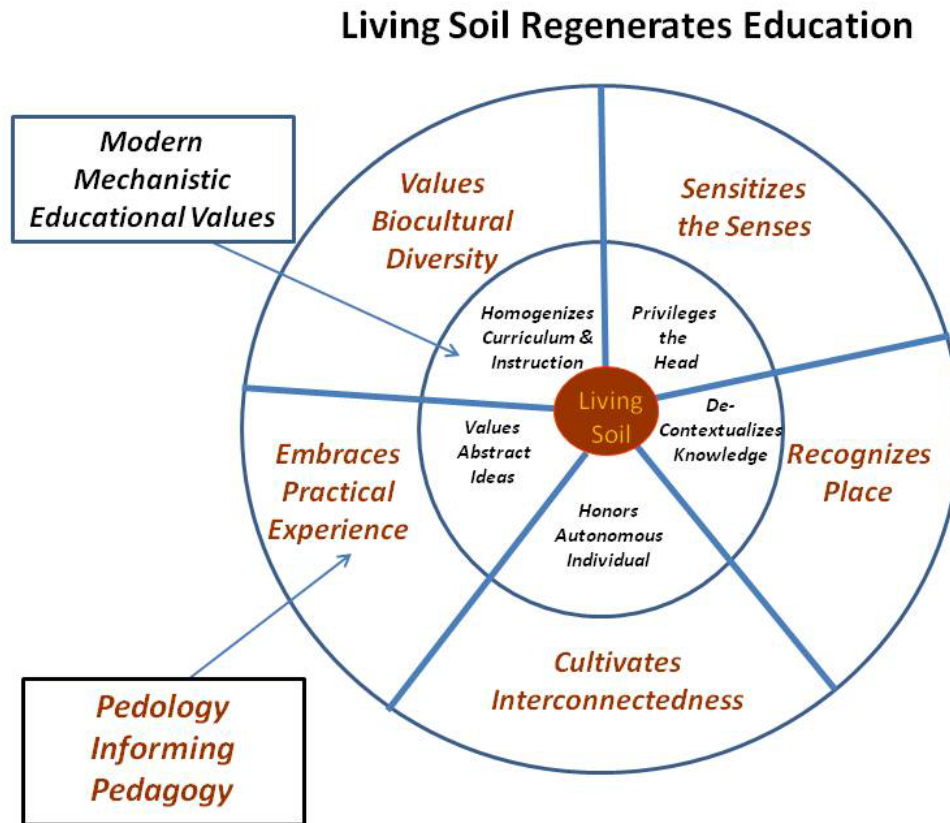 Living Soil Regenerates Education
Modern
Mechanistic
Educational Values
Values
Biocultural
Diversity
Sensitizes
the Senses
Homogenizes
Curriculum &
Instruction
Privileges
the
Head
Living
Soil
De-
Contextualizes
Knowledge
Values
Abstract
Ideas
Honors
Autonomous
Individual
Embraces
Practical
Experience
Recognizes
Place
Cultivates
Interconnectedness
Pedology
Informing
Pedagogy